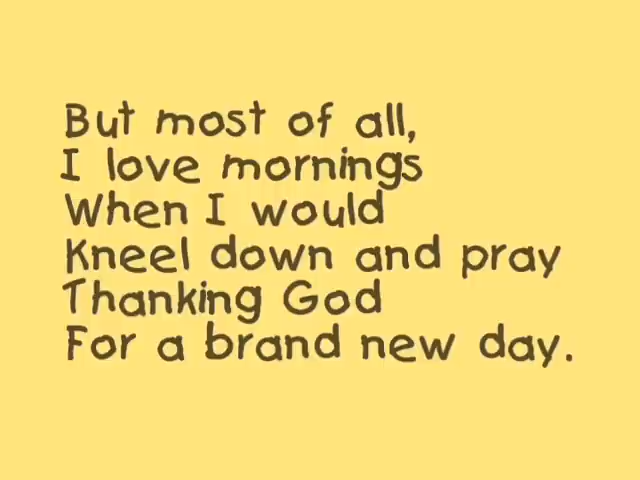 But most of all,
I love mornings
When I would
Kneel down and pray
Thanking God
For a brand new day.